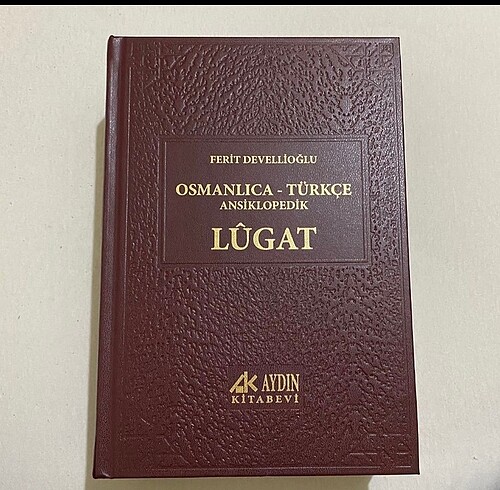 FERİT DEVELLİOĞLU
OSMANLICA - TÜRKÇE
ANSİKLOPEDİK
LÛGAT
AK AYDIN
KİTABEVİ